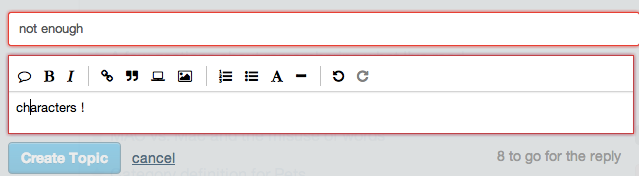 not enough
B I A
characters !
Create Topic cancel 8 to go for the reply